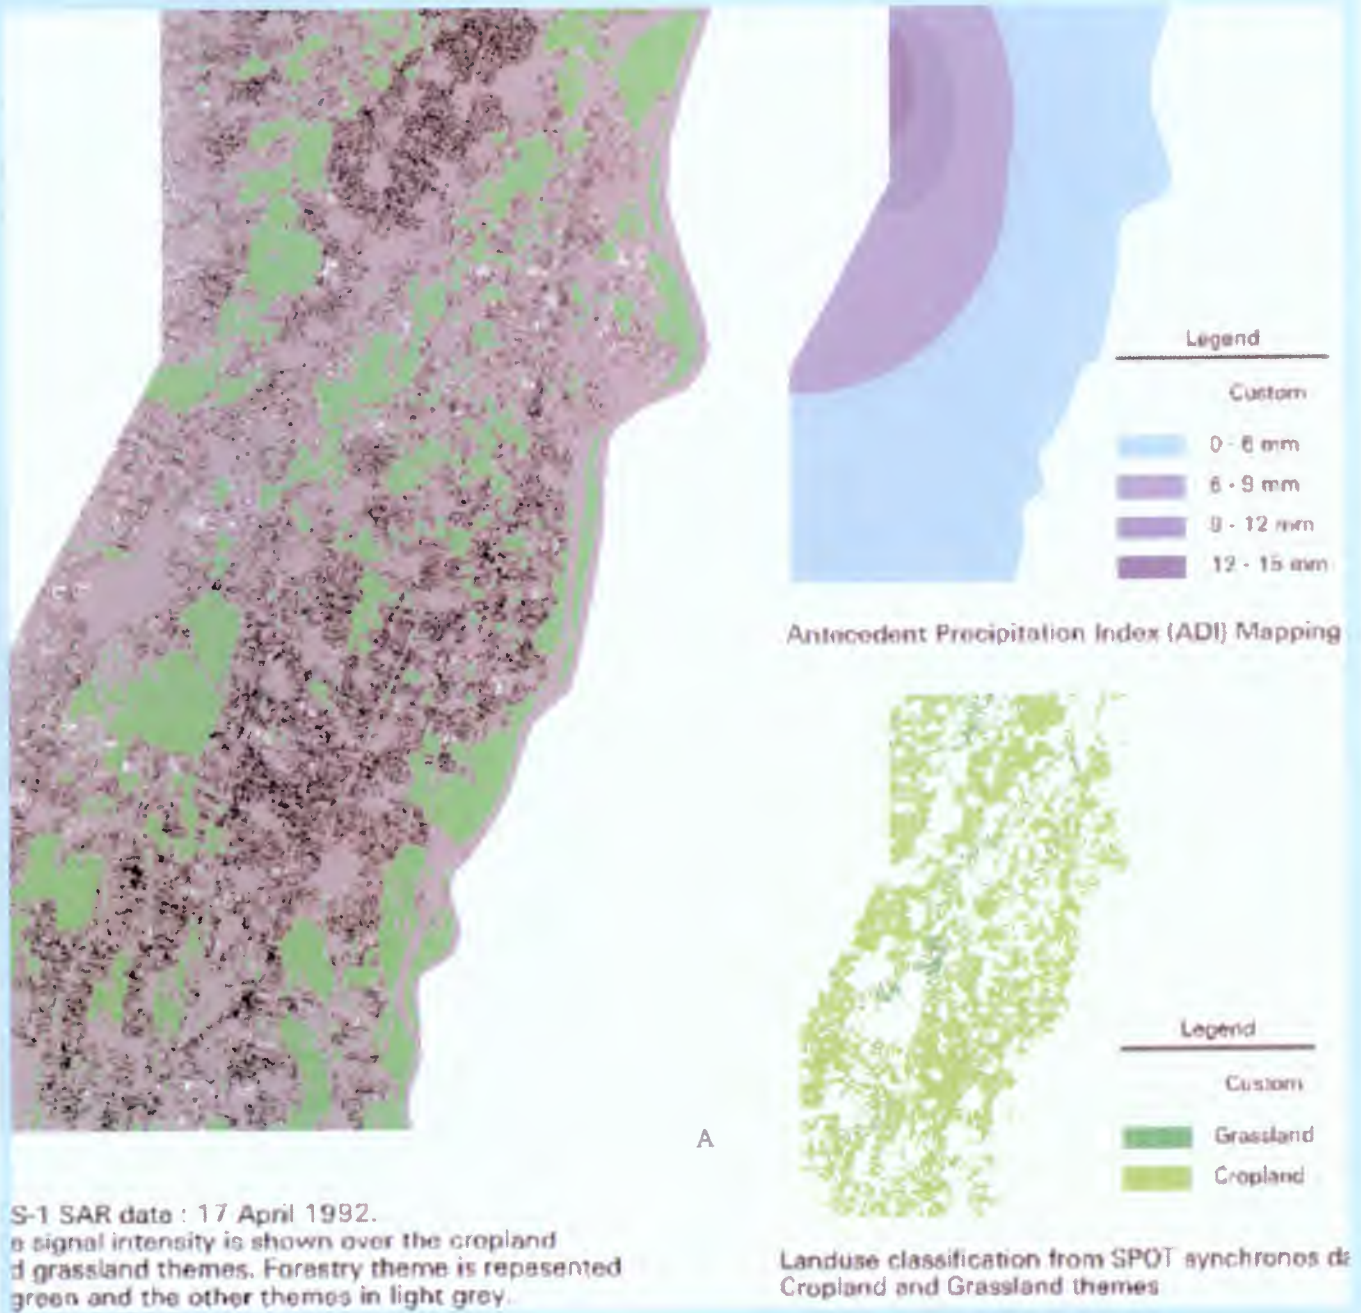 Legend
Custom
0 - 6 mm
6 - 9 mm
9 - 12 mm
12 - 15 mm
Antecedent Precipitation Index (ADI) Mapping
Legend
Custom
Grassland
Cropland
A
S-1 SAR date : 17 April 1992.
e signal intensity is shown over the cropland
d grassland themes. Forestry theme is repesented
green and the other themes in light grey.
Landuse classification from SPOT synchronos da
Cropland and Grassland themes